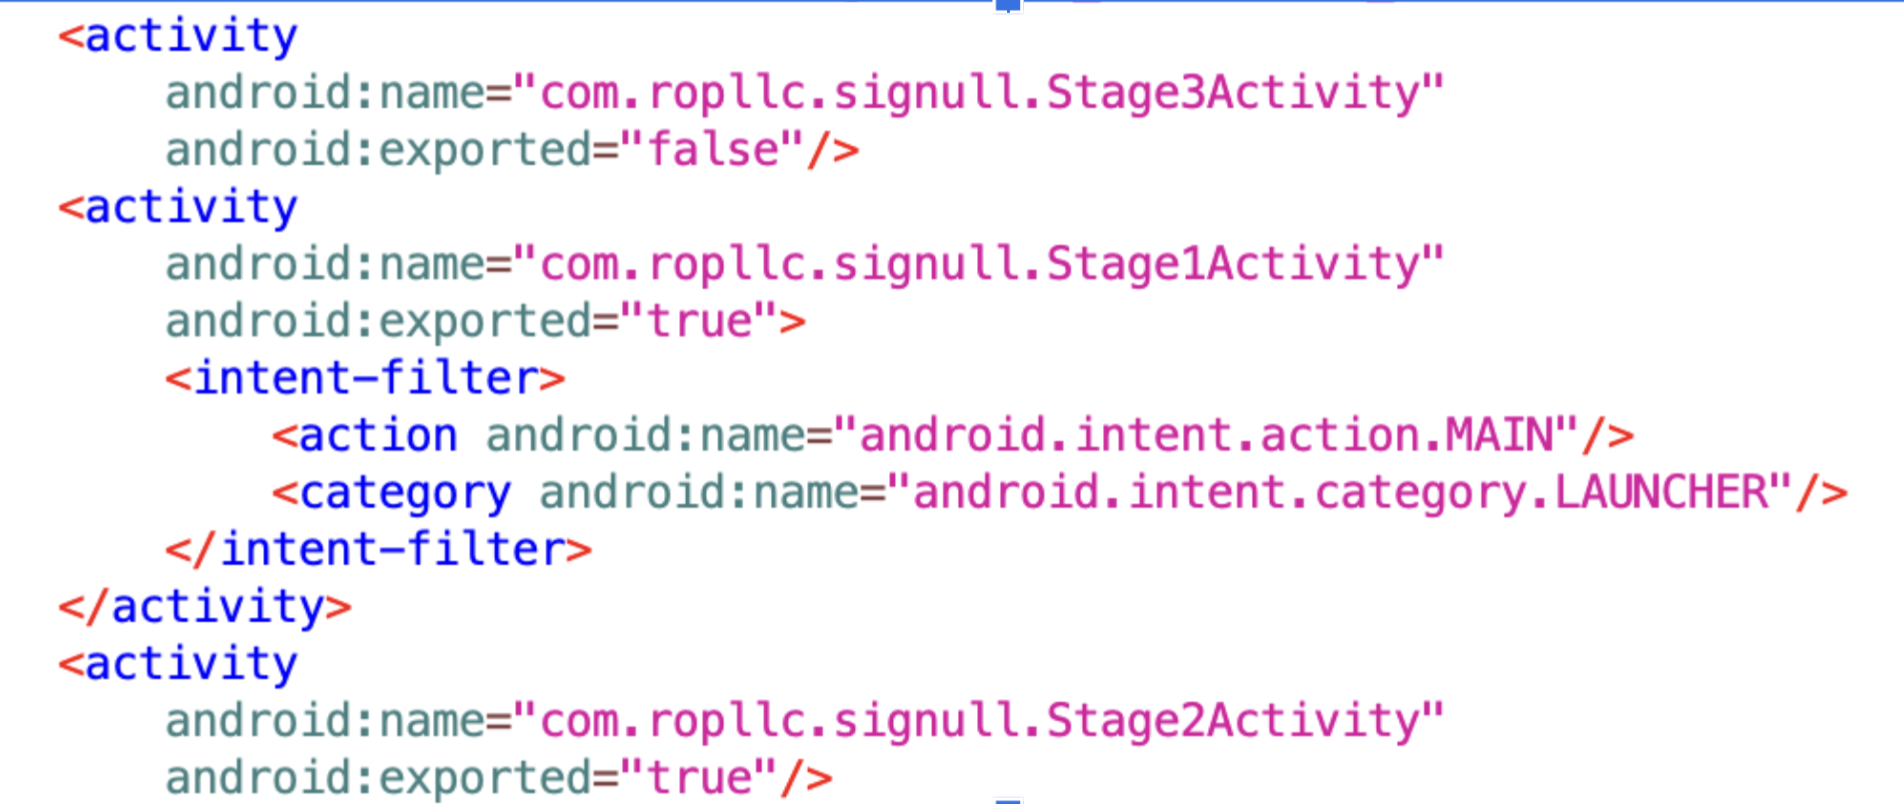 <activity
android:name="com.ropllc.signull.Stage3Activity"
android:exported="false"/>
<activity
android:name="com.ropllc.signull.Stage1Activity"
android:exported="true">
<intent-filter>
<action android:name="android.intent.action.MAIN"/>
<category android:name="android.intent.category.LAUNCHER"/>
</intent-filter>
</activity>
<activity
android:name="com.ropllc.signull.Stage2Activity"
android:exported="true"/>